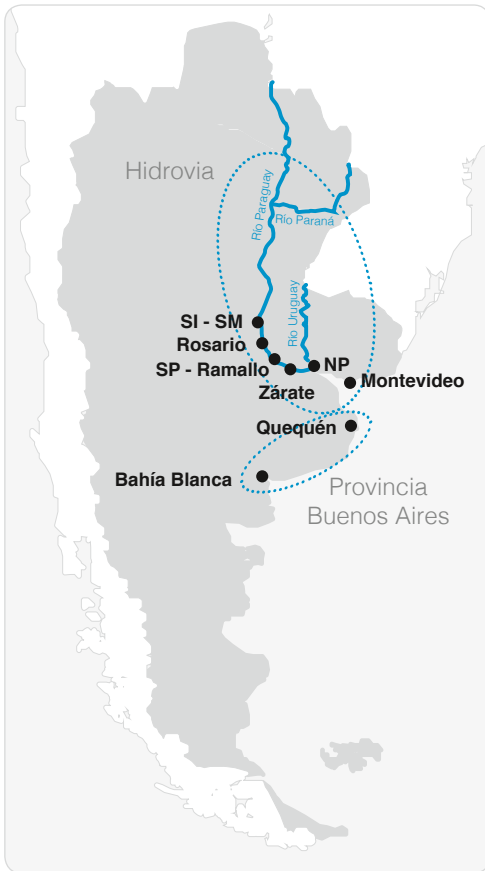 Hidrovia
Río Paraguay
Río Paraná
Río Uruguay
SI - SM
Rosario
SP - Ramallo
NP
Zárate
Montevideo
Quequén
Bahía Blanca
Provincia
Buenos Aires